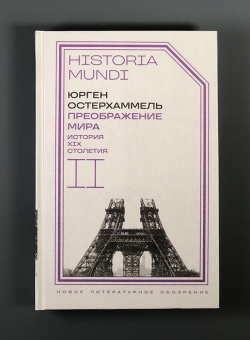 HISTORIA
MUNDI
ЮРГЕН
ОСТЕРХАММЕЛЬ
ПРЕОБРАЖЕНИЕ
МИРА
ИСТОРИЯ
XIX
СТОЛЕТИЯ
II
НОВОЕ ЛИТЕРАТУРНОЕ ОБОЗРЕНИЕ